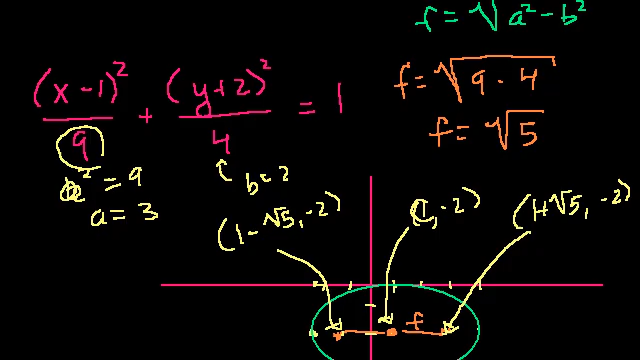 f = √a² - b²
(x-1)²/9 + (y+2)²/4 = 1
f = √9 - 4
f = √5
a² = 9
b = 2
a = 3
(1-√5, -2)
(1, -2)
(1+√5, -2)
f